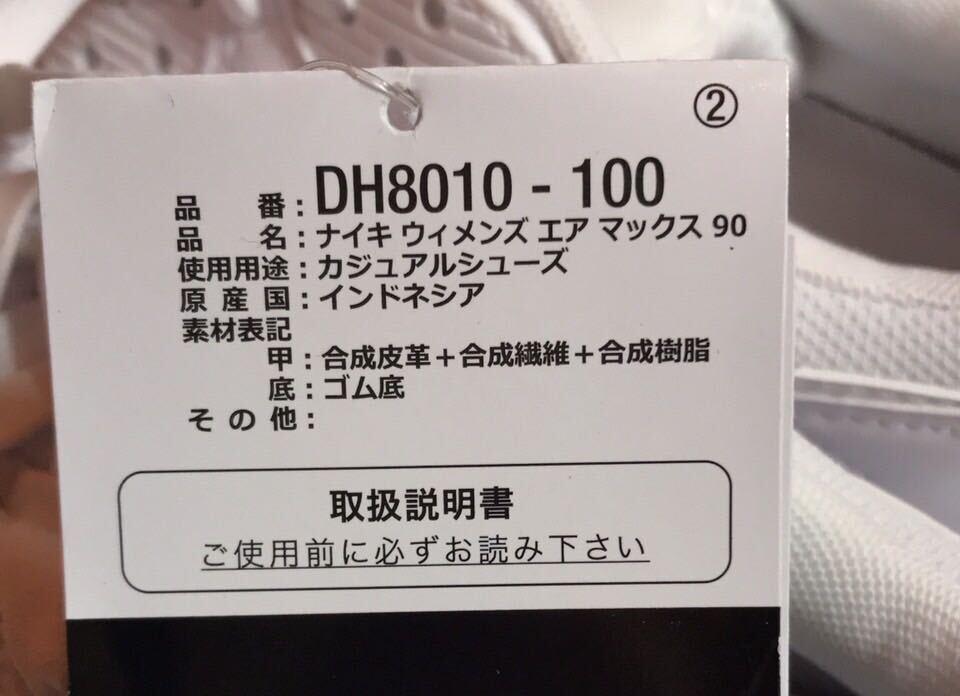 ②
品番：DH8010 - 100
品名：ナイキ ウィメンズ エア マックス 90
使用用途：カジュアルシューズ
原産国：インドネシア
素材表記
甲：合成皮革＋合成繊維＋合成樹脂
底：ゴム底
その他：
取扱説明書
ご使用前に必ずお読み下さい